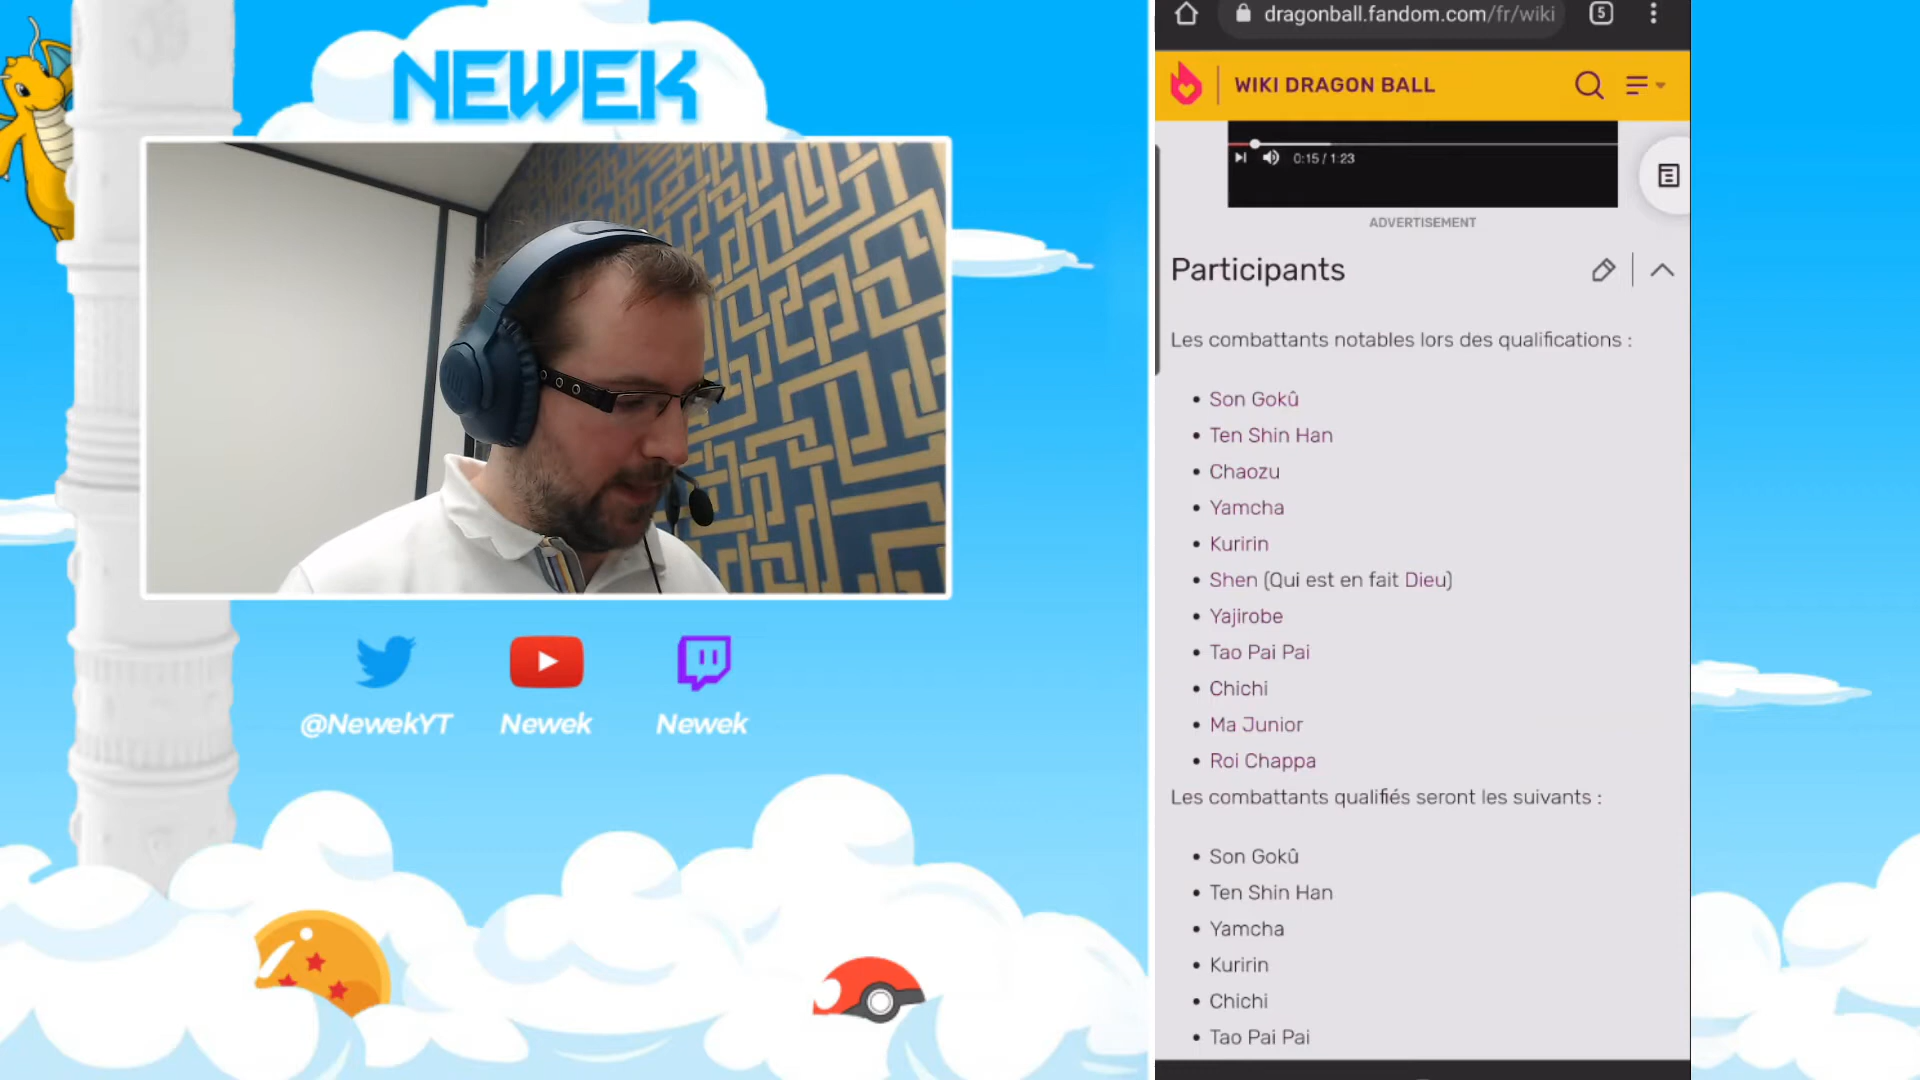 NEWEK
@NewekYT
Newek
Newek
dragonball.fandom.com/fr/wiki
5
WIKI DRAGON BALL
0:15 / 1:23
ADVERTISEMENT
Participants
Les combattants notables lors des qualifications :
• Son Gokû
• Ten Shin Han
• Chaozu
• Yamcha
• Kuririn
• Shen (Qui est en fait Dieu)
• Yajirobe
• Tao Pai Pai
• Chichi
• Ma Junior
• Roi Chappa
Les combattants qualifiés seront les suivants :
• Son Gokû
• Ten Shin Han
• Yamcha
• Kuririn
• Chichi
• Tao Pai Pai